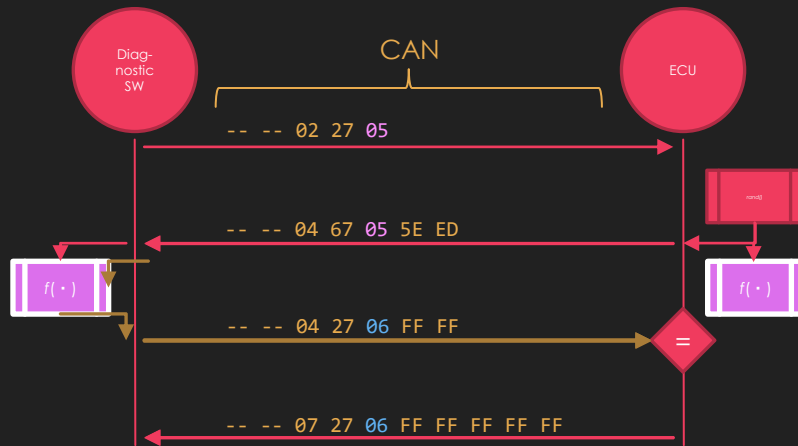 Diag-
nostic
SW
CAN
ECU
-- -- 02 27 05
rand()
-- -- 04 67 05 5E ED
f( · )
f( · )
-- -- 04 27 06 FF FF
=
-- -- 07 27 06 FF FF FF FF FF